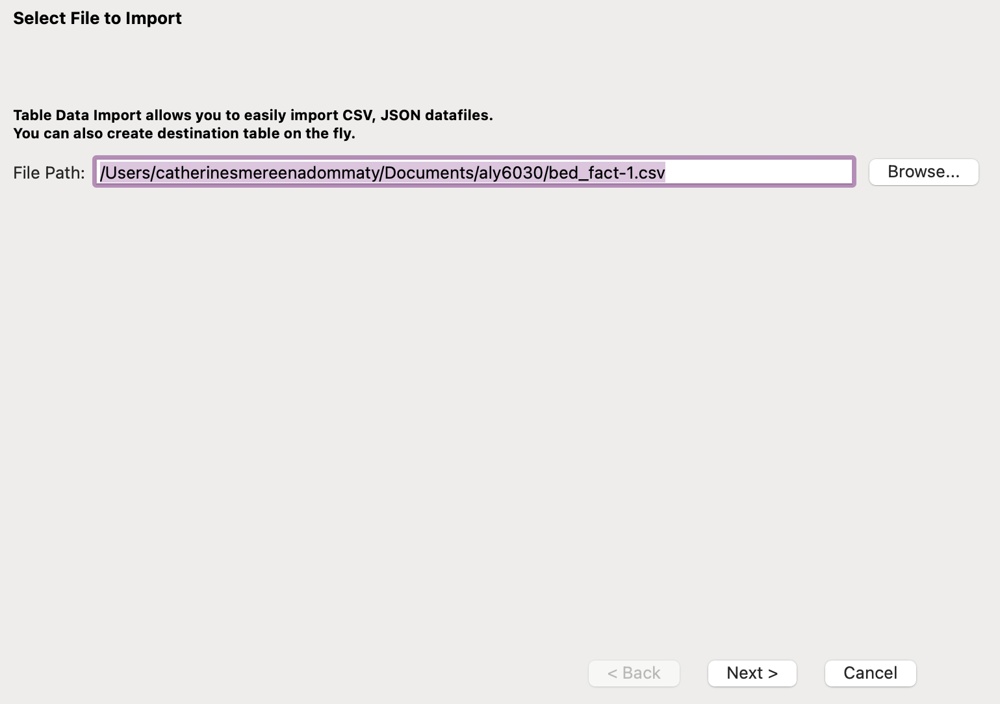 Select File to Import
Table Data Import allows you to easily import CSV, JSON datafiles.
You can also create destination table on the fly.
File Path: /Users/catherinesmereenadommaty/Documents/aly6030/bed_fact-1.csv Browse...
< Back Next > Cancel